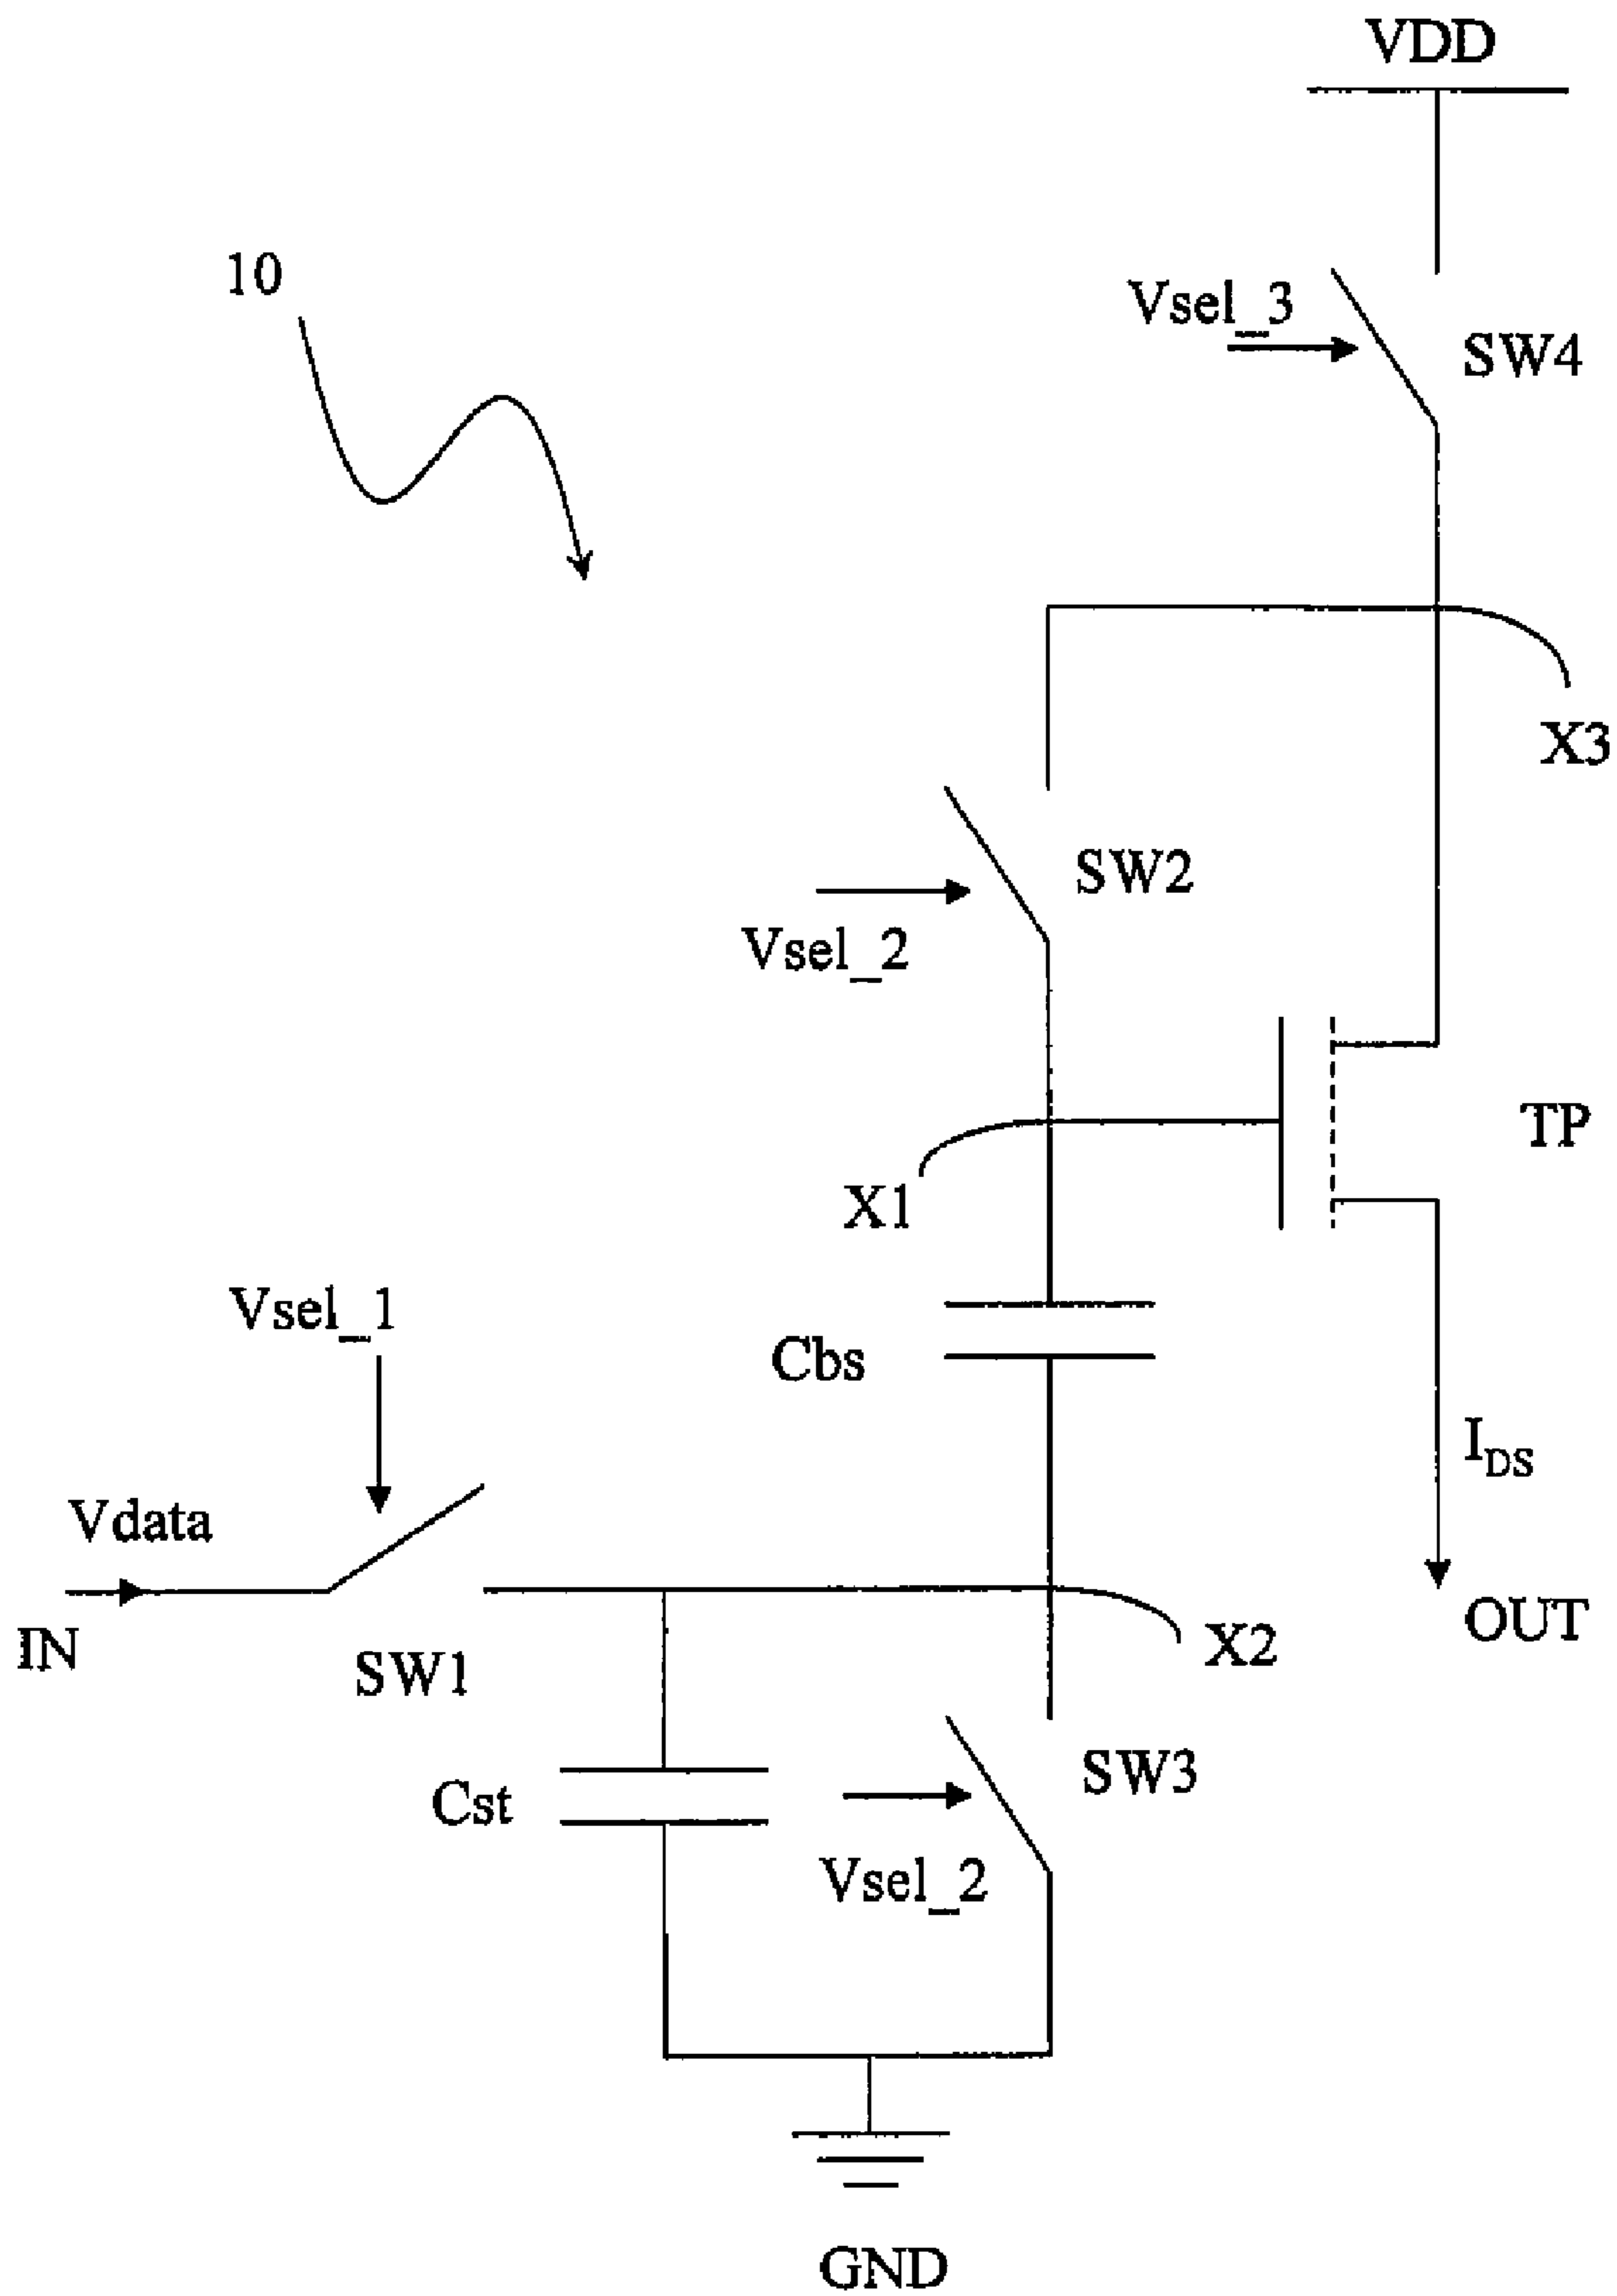 VDD
10
Vsel_3
SW4
X3
SW2
Vsel_2
TP
X1
Vsel_1
Cbs
IDS
Vdata
IN
OUT
X2
SW1
SW3
Cst
Vsel_2
GND